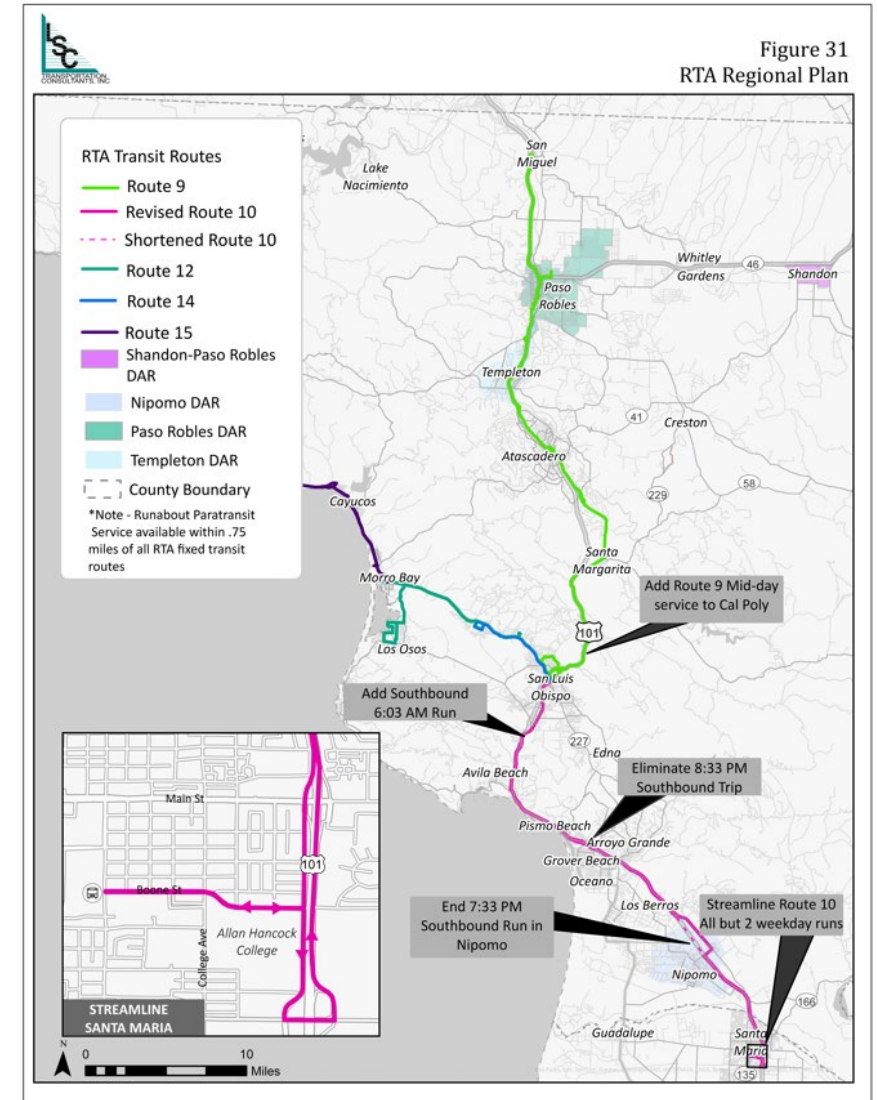 LSC
TRANSPORTATION
CONSULTANTS, INC.
Figure 31
RTA Regional Plan
RTA Transit Routes
Route 9
Revised Route 10
Shortened Route 10
Route 12
Route 14
Route 15
Shandon-Paso Robles
DAR
Nipomo DAR
Paso Robles DAR
Templeton DAR
County Boundary
*Note - Runabout Paratransit
Service available within .75
miles of all RTA fixed transit
routes
San
Miguel
Lake
Nacimiento
Whitley
Gardens
46
Shandon
Paso
Robles
Templeton
41
Creston
Atascadero
58
229
Cayucos
Santa
Margarita
Morro Bay
Add Route 9 Mid-day
service to Cal Poly
101
Los Osos
San Luis
Obispo
Add Southbound
6:03 AM Run
227
Edna
Avila Beach
Eliminate 8:33 PM
Southbound Trip
Pismo Beach
Arroyo Grande
Grover Beach
Oceano
Los Berros
Streamline Route 10
All but 2 weekday runs
End 7:33 PM
Southbound Run in
Nipomo
Nipomo
166
Guadalupe
Santa
Maria
135
Main St
101
Boone St
College Ave
Allan Hancock
College
STREAMLINE
SANTA MARIA
N
0 10
Miles